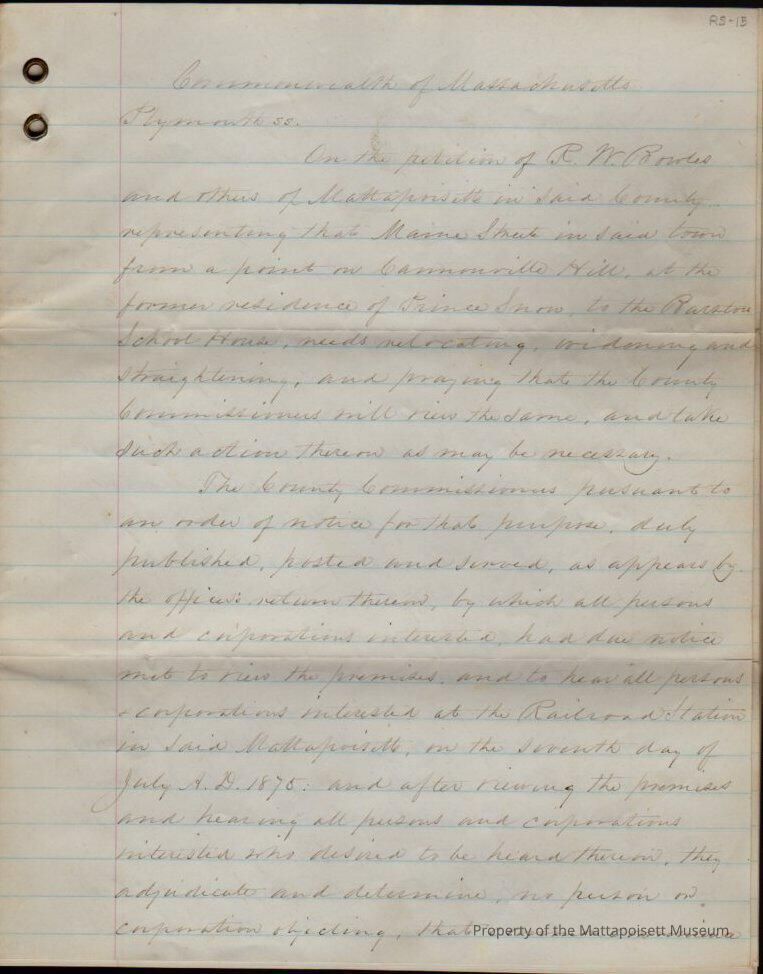 RS-13
Commonwealth of Massachusetts
Plymouth ss.
On the petition of R. W. Bowles
and others of Mattapoisett in said County
representing that Maine Street in said town
from a point on Cannonville Hill, at the
former residence of Prince Snow, to the Barstow
School House, needs relocating, widening and
straightening, and praying that the County
Commissioners will view the same, and take
such action thereon as may be necessary.
The County Commissioners pursuant to
an order of notice for that purpose, duly
published, posted and served, as appears by
the officers return thereon, by which all persons
and corporations interested, had due notice
met to view the premises, and to hear all persons
& corporations interested at the Railroad Station
in said Mattapoisett, on the seventh day of
July A. D. 1875: and after viewing the premises
and hearing all persons and corporations
interested who desired to be heard thereon, they
adjudicate and determine, no person or
corporation objecting, that
Property of the Mattapoisett Museum